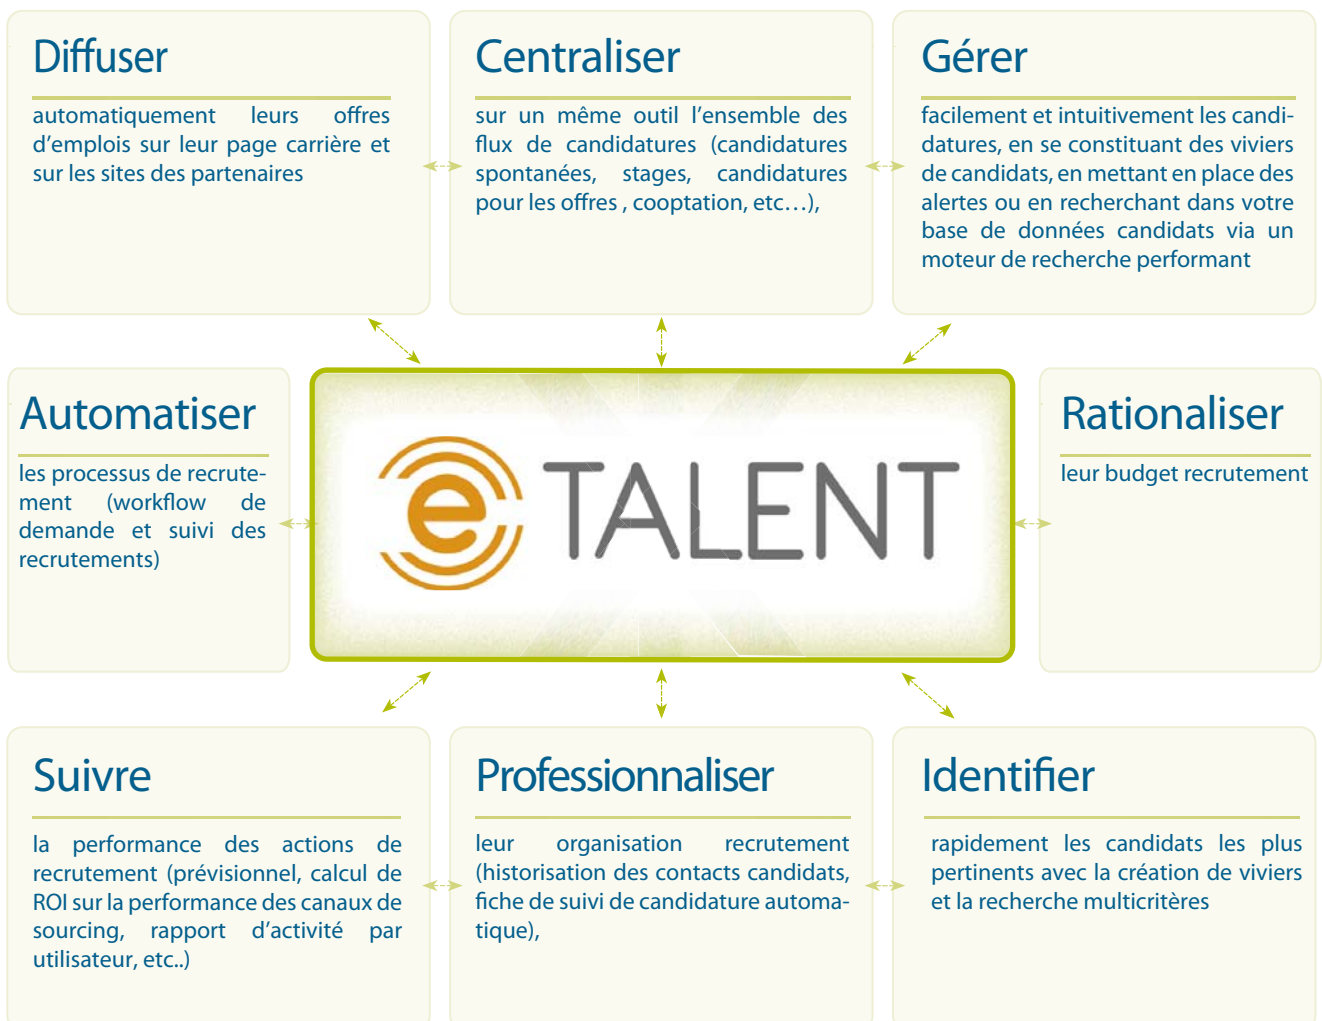 Diffuser
automatiquement leurs offres
d'emplois sur leur page carrière et
sur les sites des partenaires
Centraliser
sur un même outil l'ensemble des
flux de candidatures (candidatures
spontanées, stages, candidatures
pour les offres , cooptation, etc…),
Gérer
facilement et intuitivement les candi-
datures, en se constituant des viviers
de candidats, en mettant en place des
alertes ou en recherchant dans votre
base de données candidats via un
moteur de recherche performant
Automatiser
les processus de recrute-
ment (workflow de
demande et suivi des
recrutements)
e TALENT
Rationaliser
leur budget recrutement
Suivre
la performance des actions de
recrutement (prévisionnel, calcul de
ROI sur la performance des canaux de
sourcing, rapport d'activité par
utilisateur, etc..)
Professionnaliser
leur organisation recrutement
(historisation des contacts candidats,
fiche de suivi de candidature automa-
tique),
Identifier
rapidement les candidats les plus
pertinents avec la création de viviers
et la recherche multicritères